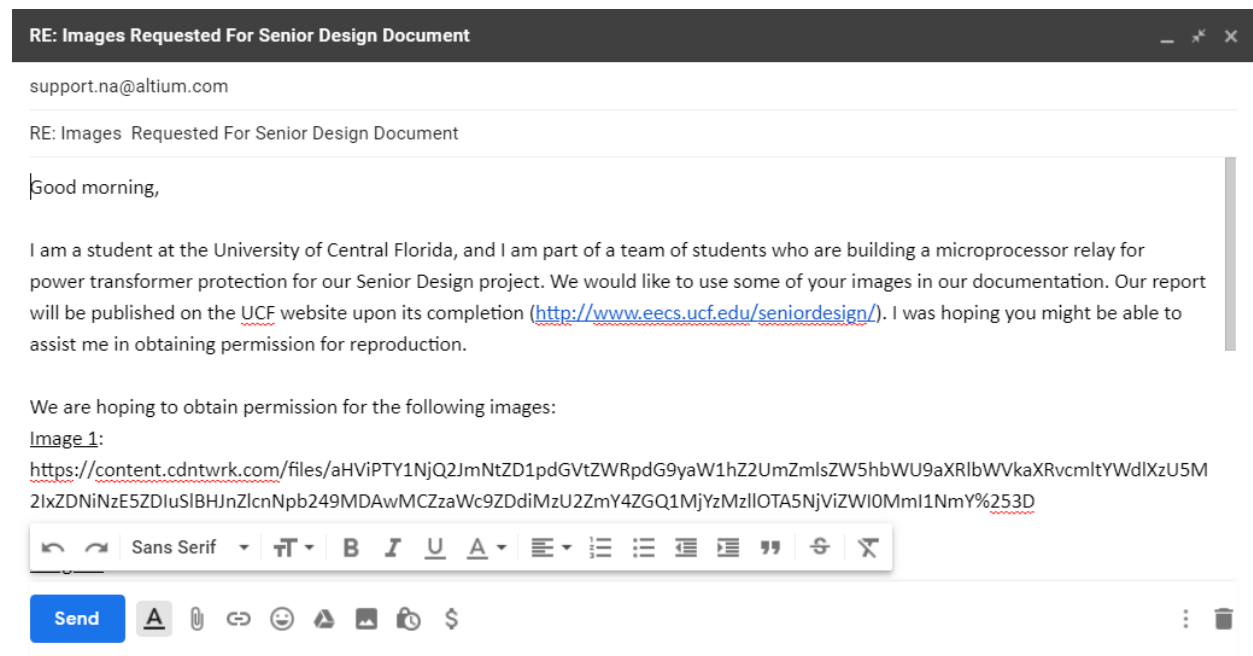 RE: Images Requested For Senior Design Document
support.na@altium.com
RE: Images  Requested For Senior Design Document
Good morning,
I am a student at the University of Central Florida, and I am part of a team of students who are building a microprocessor relay for
power transformer protection for our Senior Design project. We would like to use some of your images in our documentation. Our report
will be published on the UCF website upon its completion (http://www.eecs.ucf.edu/seniordesign/). I was hoping you might be able to
assist me in obtaining permission for reproduction.
We are hoping to obtain permission for the following images:
Image 1:
https://content.cdntwrk.com/files/aHViPTY1NjQ2JmNtZD1pdGVtZWRpdG9yaW1hZ2UmZmlsZW5hbWU9aXRlbWVkaXRvcmltYWdlXzU5M
2IxZDNiNzE5ZDIuSlBHJnZlcnNpb249MDAwMCZzaWc9ZDdiMzU2ZmY4ZGQ1MjYzMzllOTA5NjViZWI0MmI1NmY%253D
Sans Serif
Send